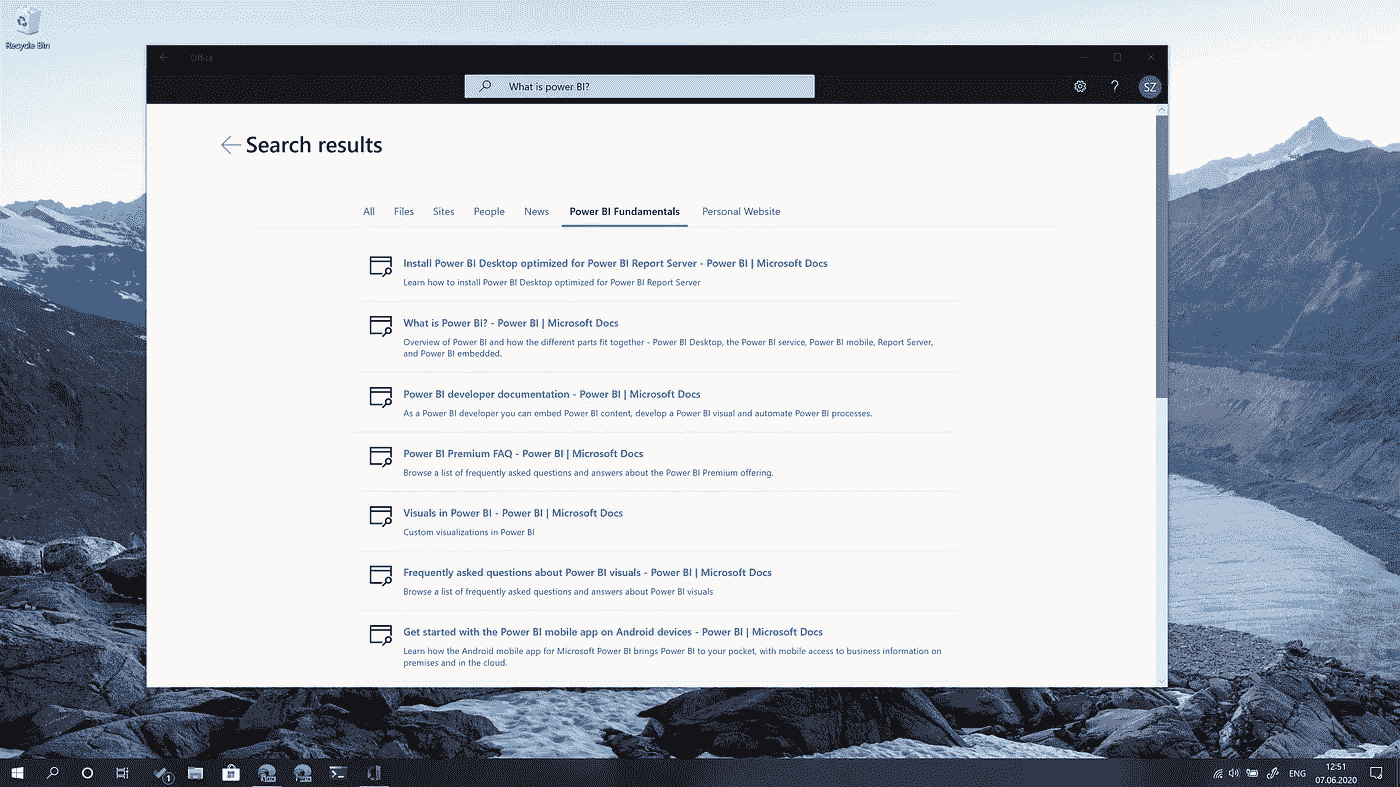 Recycle Bin
Office
What is power BI?
SZ
Search results
All Files Sites People News Power BI Fundamentals Personal Website
Install Power BI Desktop optimized for Power BI Report Server - Power BI | Microsoft Docs
Learn how to install Power BI Desktop optimized for Power BI Report Server
What is Power BI? - Power BI | Microsoft Docs
Overview of Power BI and how the different parts fit together - Power BI Desktop, the Power BI service, Power BI mobile, Report Server,
and Power BI embedded.
Power BI developer documentation - Power BI | Microsoft Docs
As a Power BI developer you can embed Power BI content, develop a Power BI visual and automate Power BI processes.
Power BI Premium FAQ - Power BI | Microsoft Docs
Browse a list of frequently asked questions and answers about the Power BI Premium offering.
Visuals in Power BI - Power BI | Microsoft Docs
Custom visualizations in Power BI
Frequently asked questions about Power BI visuals - Power BI | Microsoft Docs
Browse a list of frequently asked questions and answers about Power BI visuals
Get started with the Power BI mobile app on Android devices - Power BI | Microsoft Docs
Learn how the Android mobile app for Microsoft Power BI brings Power BI to your pocket, with mobile access to business information on
premises and in the cloud.
1
ENG
12:51
07.06.2020